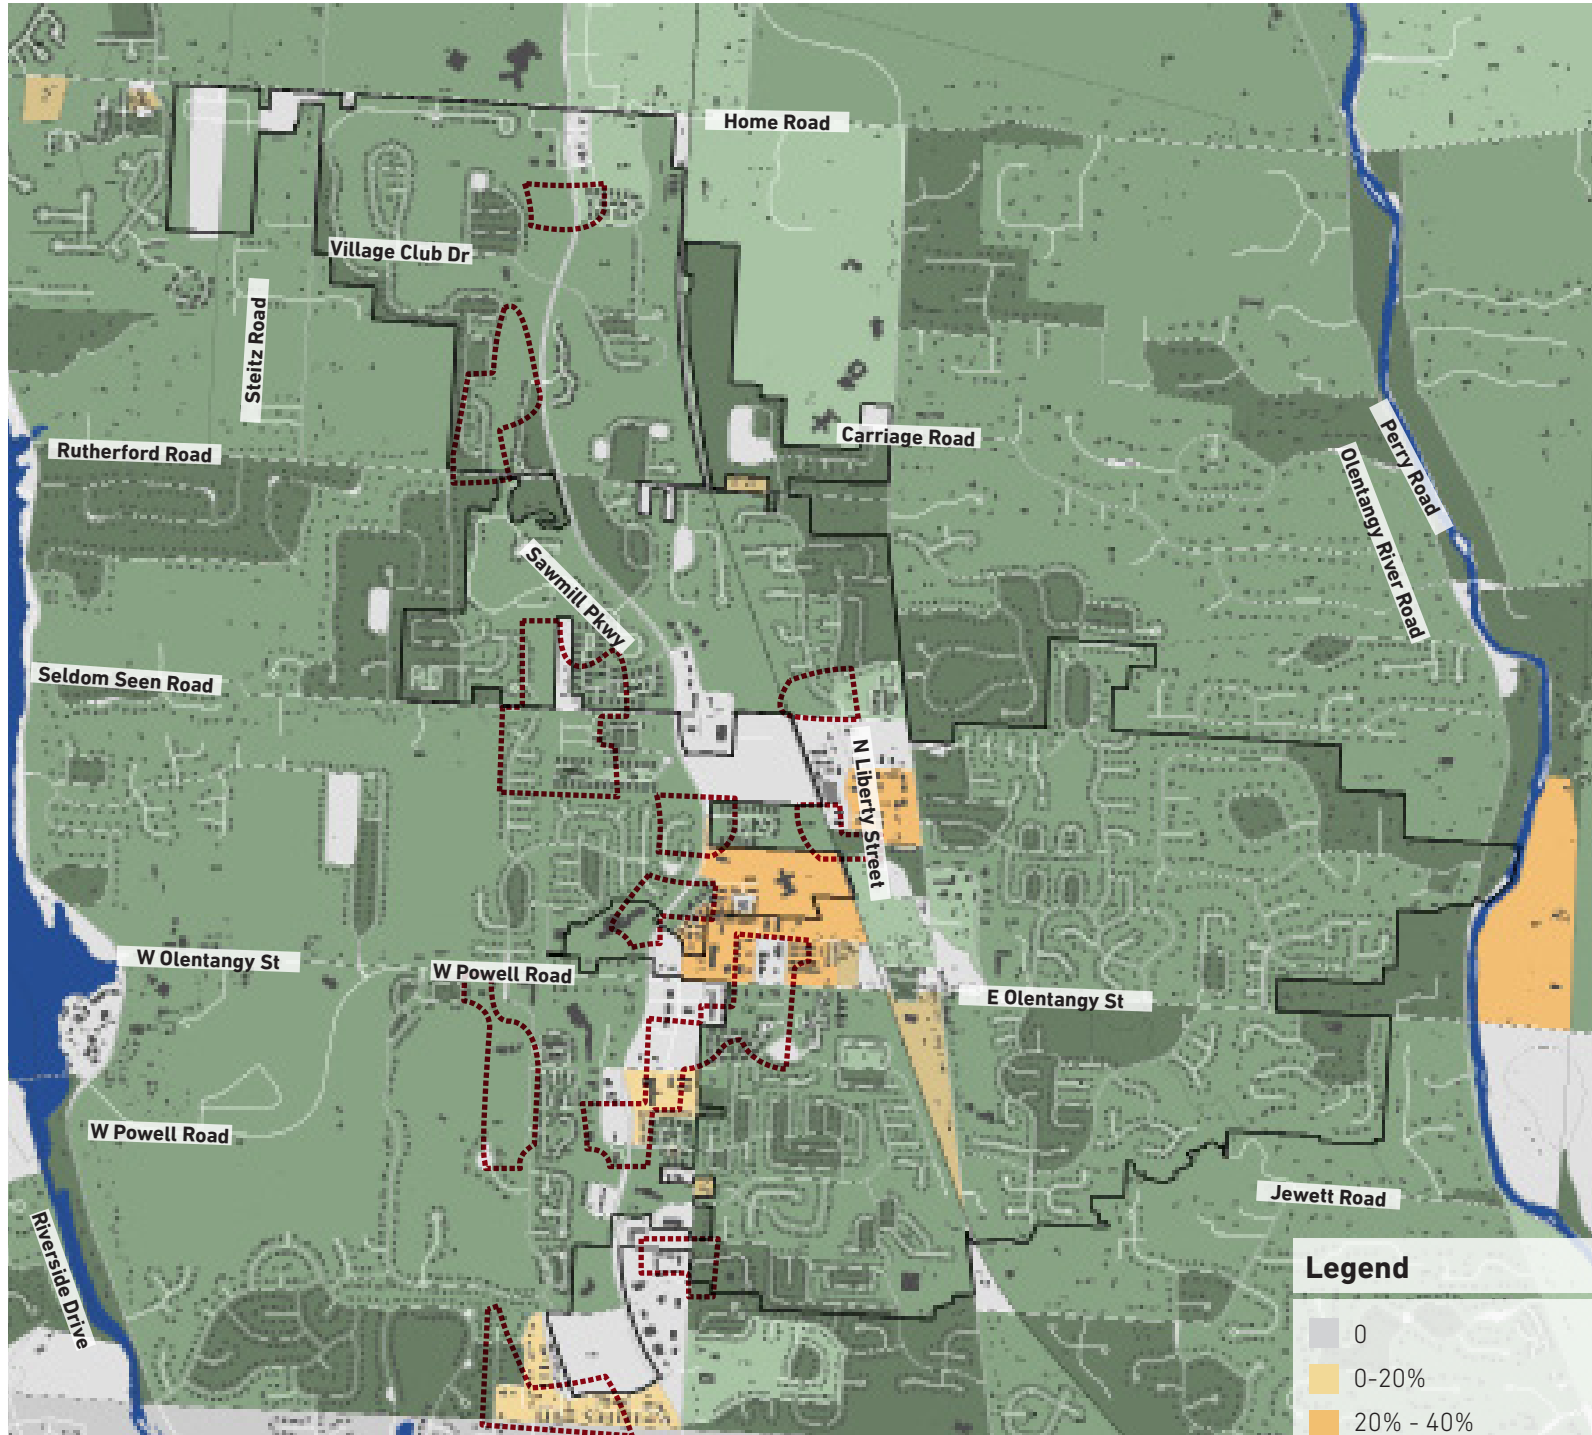 Home Road
Village Club Dr
Steitz Road
Rutherford Road
Carriage Road
Perry Road
Olentangy River Road
Sawmill Pkwy
Seldom Seen Road
N Liberty Street
W Olentangy St
W Powell Road
E Olentangy St
W Powell Road
Jewett Road
Riverside Drive
Legend
0
0-20%
20% - 40%